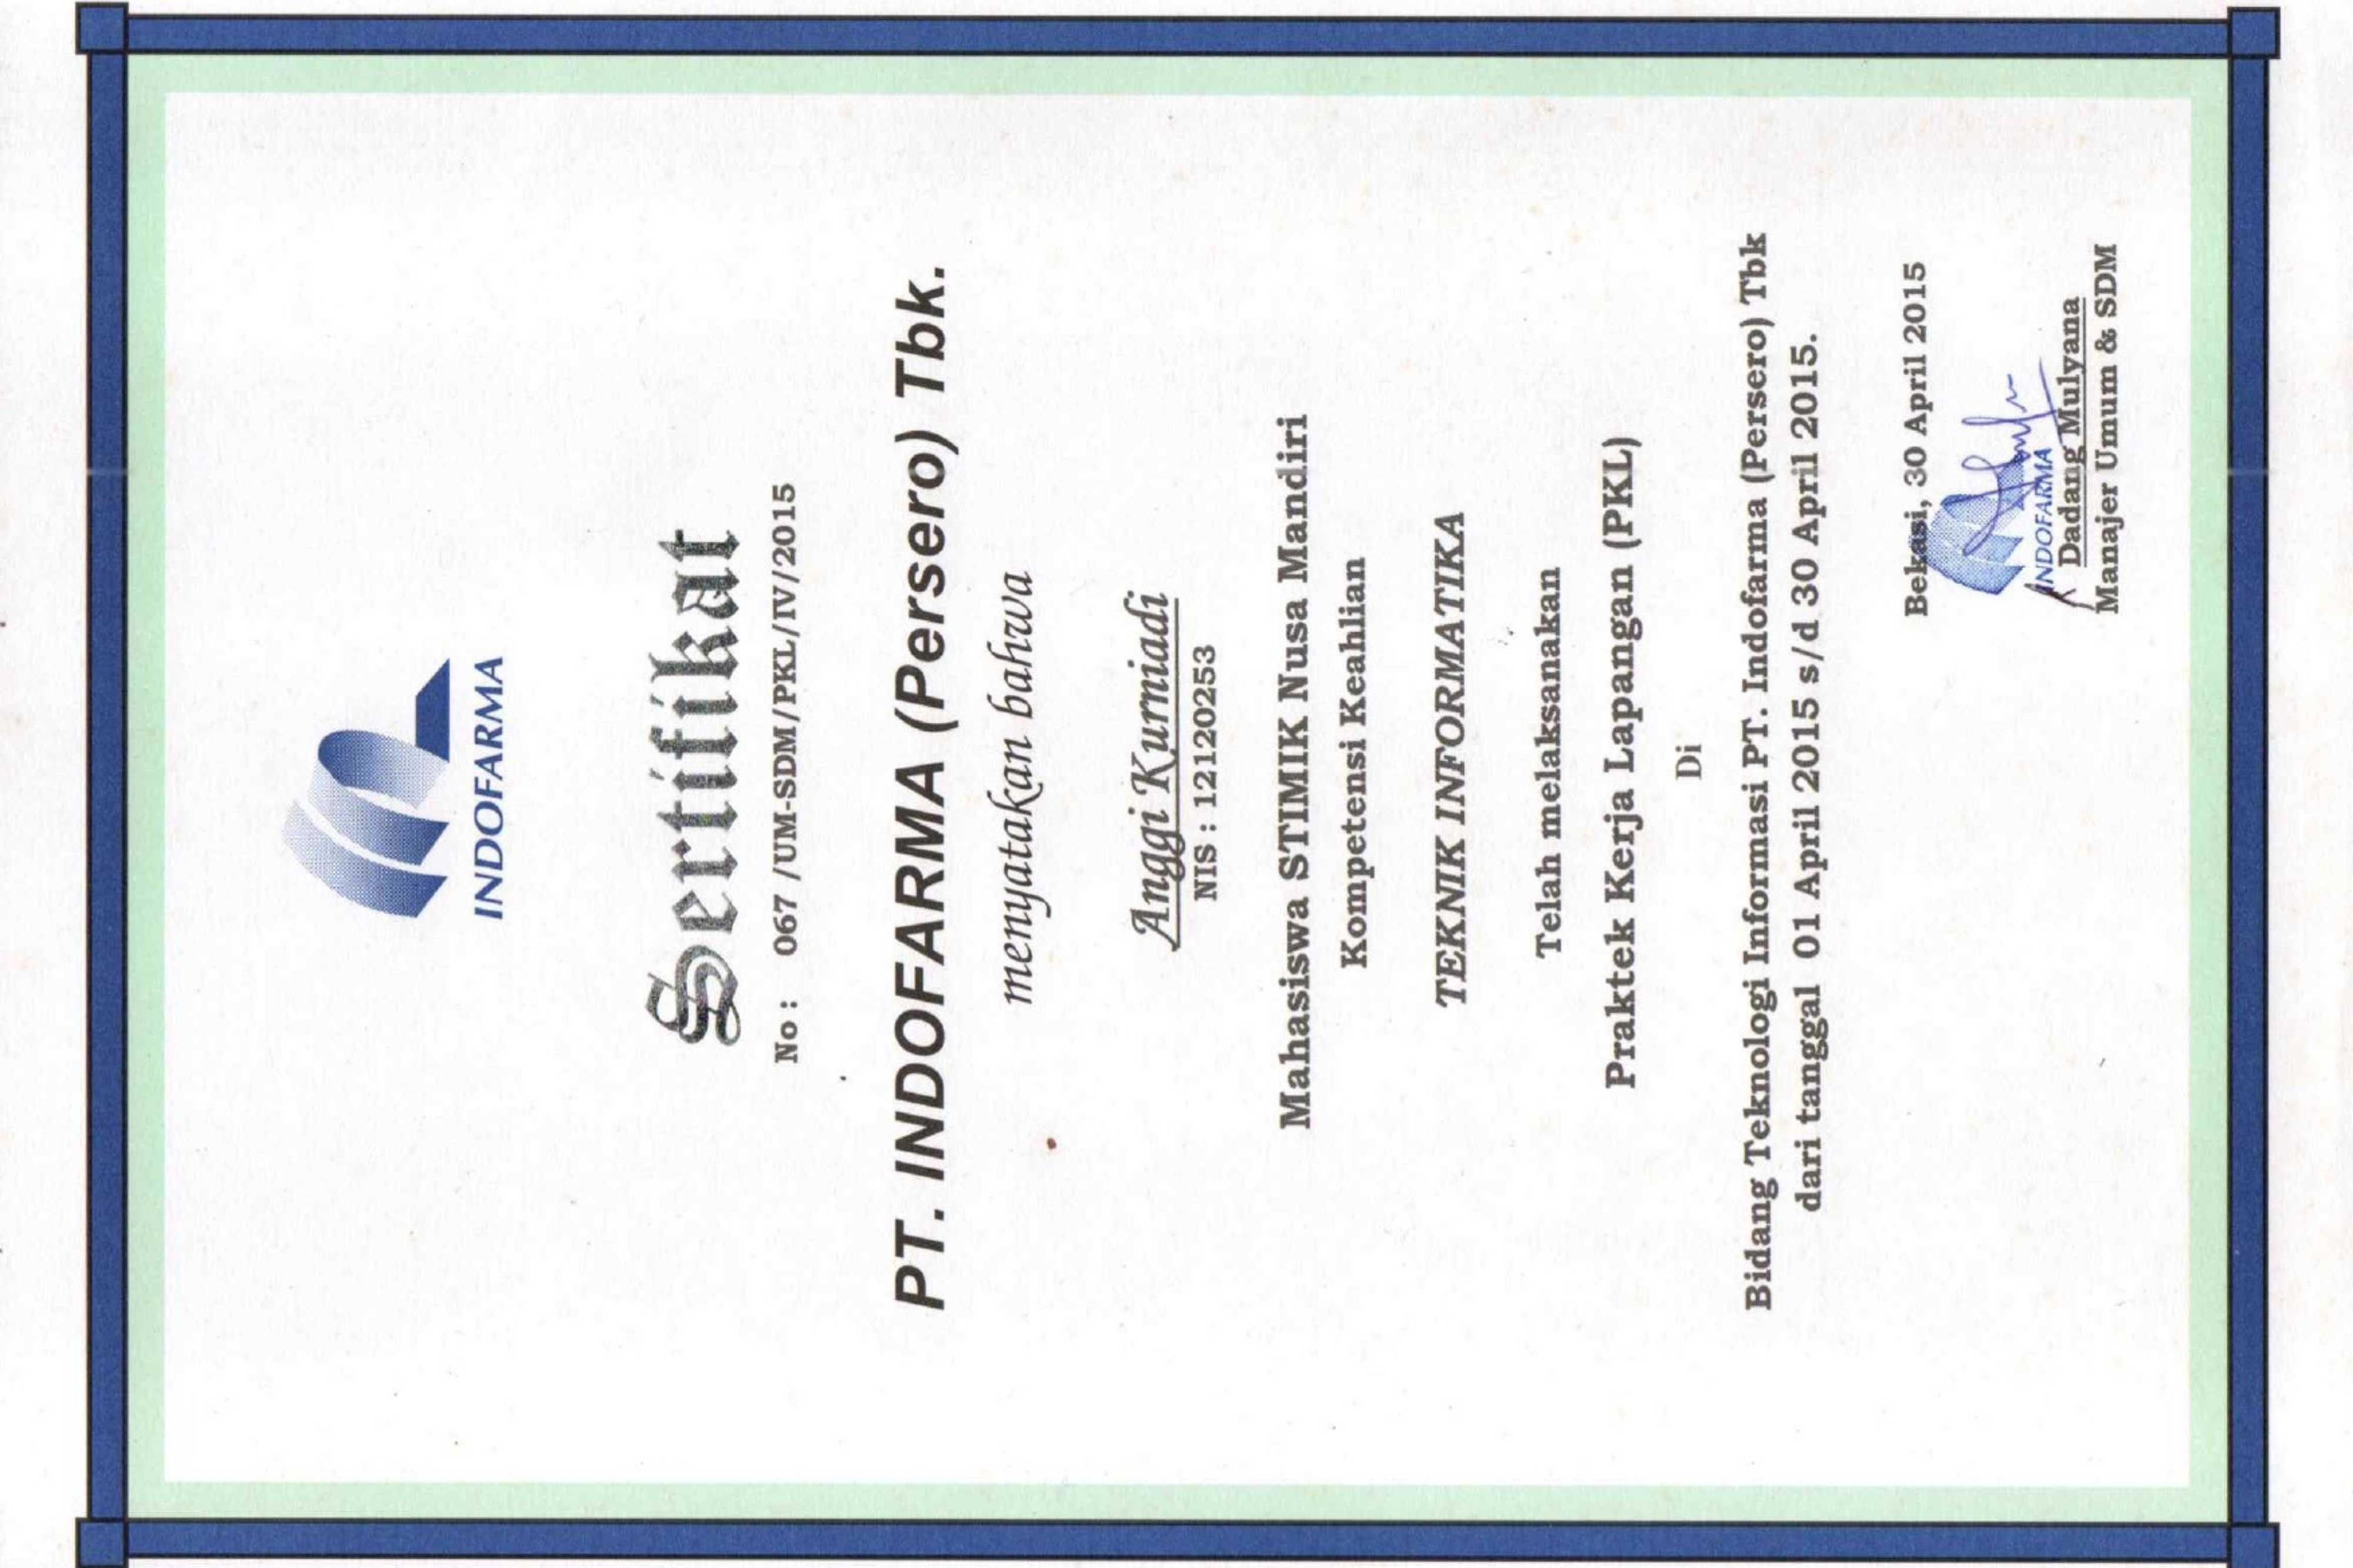 INDOFARMA
Sertifikat
No : 067 /UM-SDM/PKL/IV/2015
PT. INDOFARMA (Persero) Tbk.
menyatakan bahwa
Anggi Kurniadi
NIS : 12120253
Mahasiswa STIMIK Nusa Mandiri
Kompetensi Keahlian
TEKNIK INFORMATIKA
Telah melaksanakan
Praktek Kerja Lapangan (PKL)
Di
Bidang Teknologi Informasi PT. Indofarma (Persero) Tbk
dari tanggal 01 April 2015 s/d 30 April 2015.
Bekasi, 30 April 2015
INDOFARMA
Dadang Mulyana
Manajer Umum & SDM